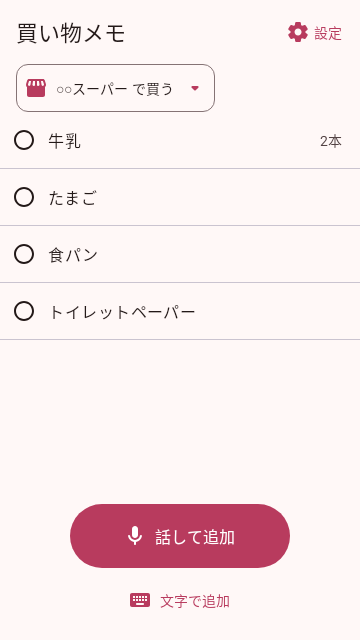 買い物メモ
設定
○○スーパー で買う
牛乳
2本
たまご
食パン
トイレットペーパー
話して追加
文字で追加